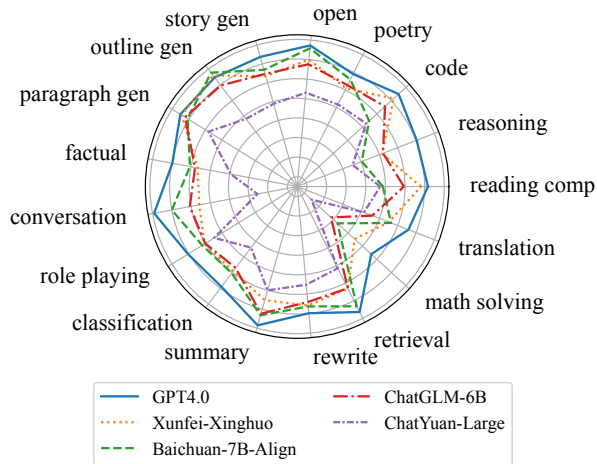 open
story gen
poetry
outline gen
code
paragraph gen
reasoning
factual
reading comp
conversation
translation
role playing
math solving
classification
retrieval
summary
rewrite
GPT4.0
ChatGLM-6B
Xunfei-Xinghuo
ChatYuan-Large
Baichuan-7B-Align